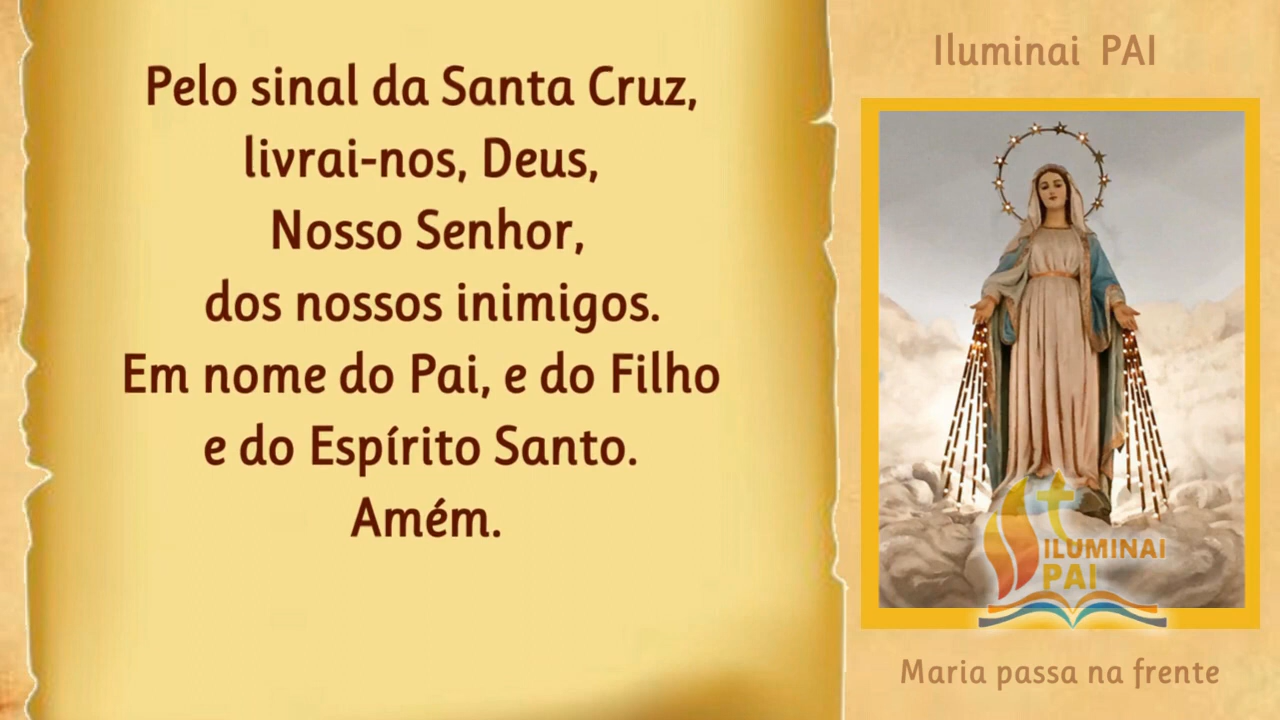 Pelo sinal da Santa Cruz,
livrai-nos, Deus,
Nosso Senhor,
dos nossos inimigos.
Em nome do Pai, e do Filho
e do Espírito Santo.
Amém.
Iluminai PAI
ILUMINAI
PAI
Maria passa na frente